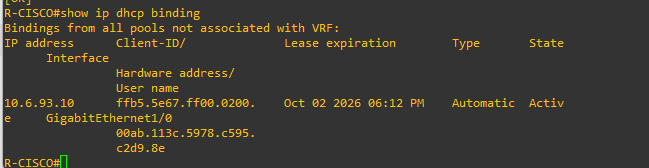 [OK]
R-CISCO#show ip dhcp binding
Bindings from all pools not associated with VRF:
IP address      Client-ID/              Lease expiration        Type       State
      Interface
                Hardware address/
                User name
10.6.93.10      ffb5.5e67.ff00.0200.    Oct 02 2026 06:12 PM    Automatic  Activ
e     GigabitEthernet1/0
                00ab.113c.5978.c595.
                c2d9.8e
R-CISCO#